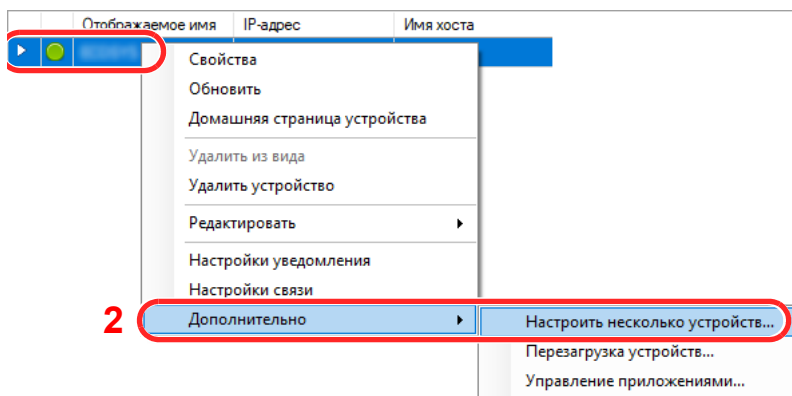 Отображаемое имя IP-адрес Имя хоста
Свойства
Обновить
Домашняя страница устройства
Удалить из вида
Удалить устройство
Редактировать
Настройки уведомления
Настройки связи
2 Дополнительно Настроить несколько устройств...
Перезагрузка устройств...
Управление приложениями...